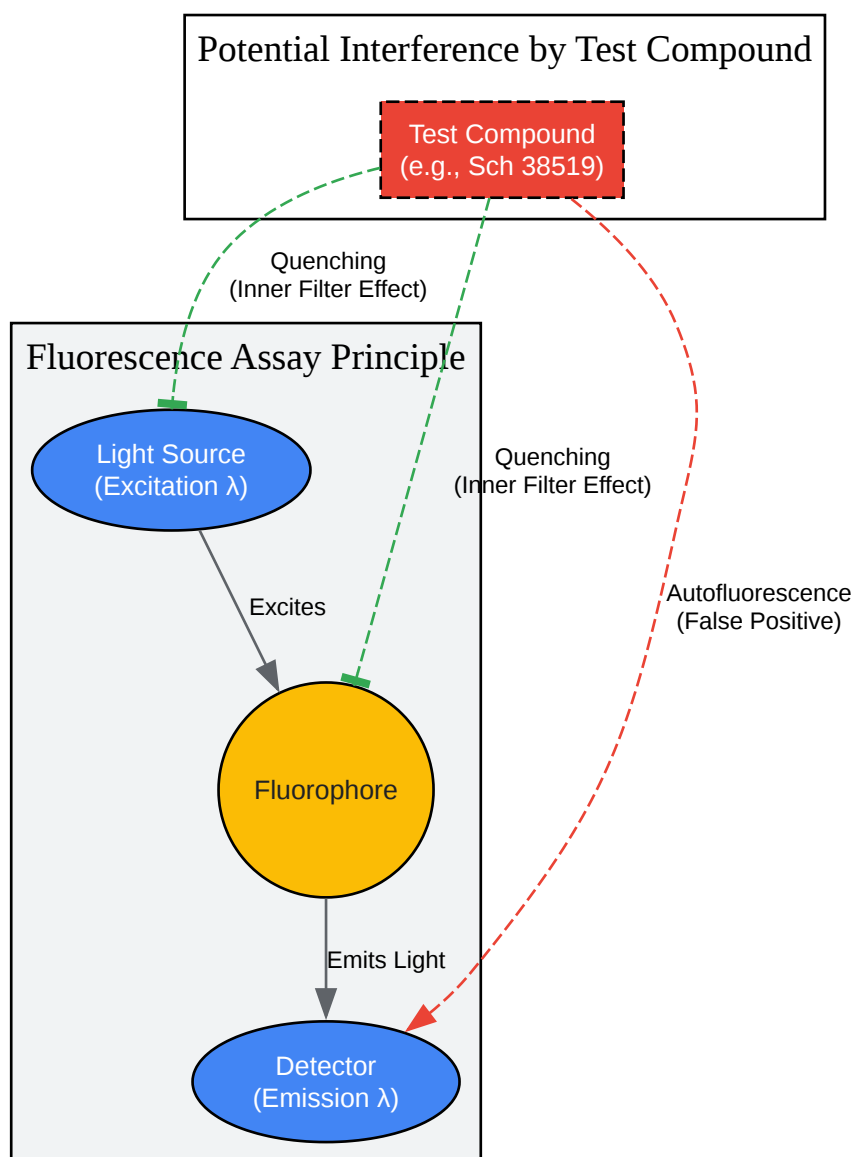 Potential Interference by Test Compound
Test Compound
(e.g., Sch 38519)
Quenching
(Inner Filter Effect)
Fluorescence Assay Principle
Light Source
(Excitation λ)
Quenching
(Inner Filter Effect)
Excites
Autofluorescence
(False Positive)
Fluorophore
Emits Light
Detector
(Emission λ)